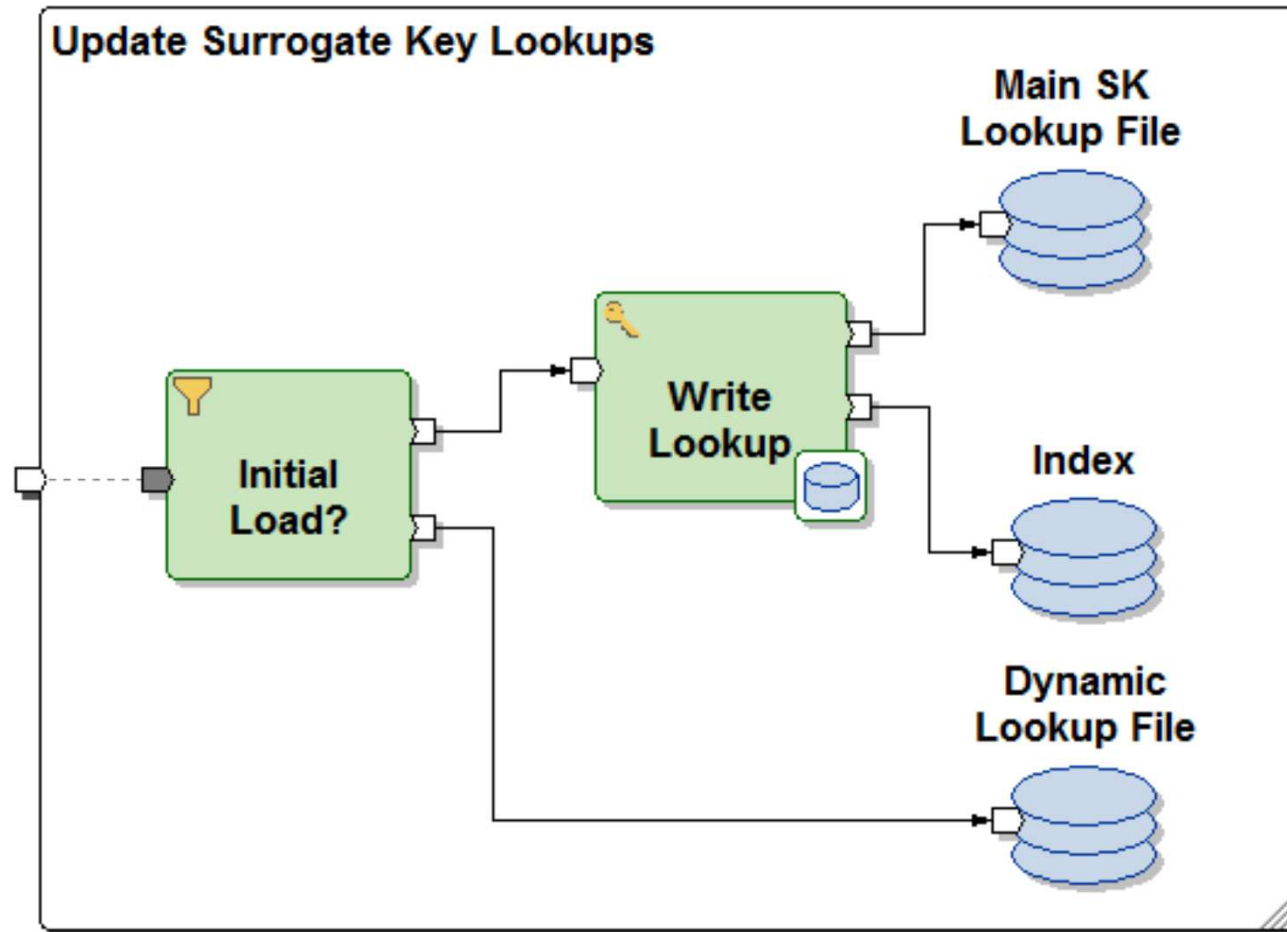 Update Surrogate Key Lookups
Main SK
Lookup File
Write
Lookup
Initial
Load?
Index
Dynamic
Lookup File